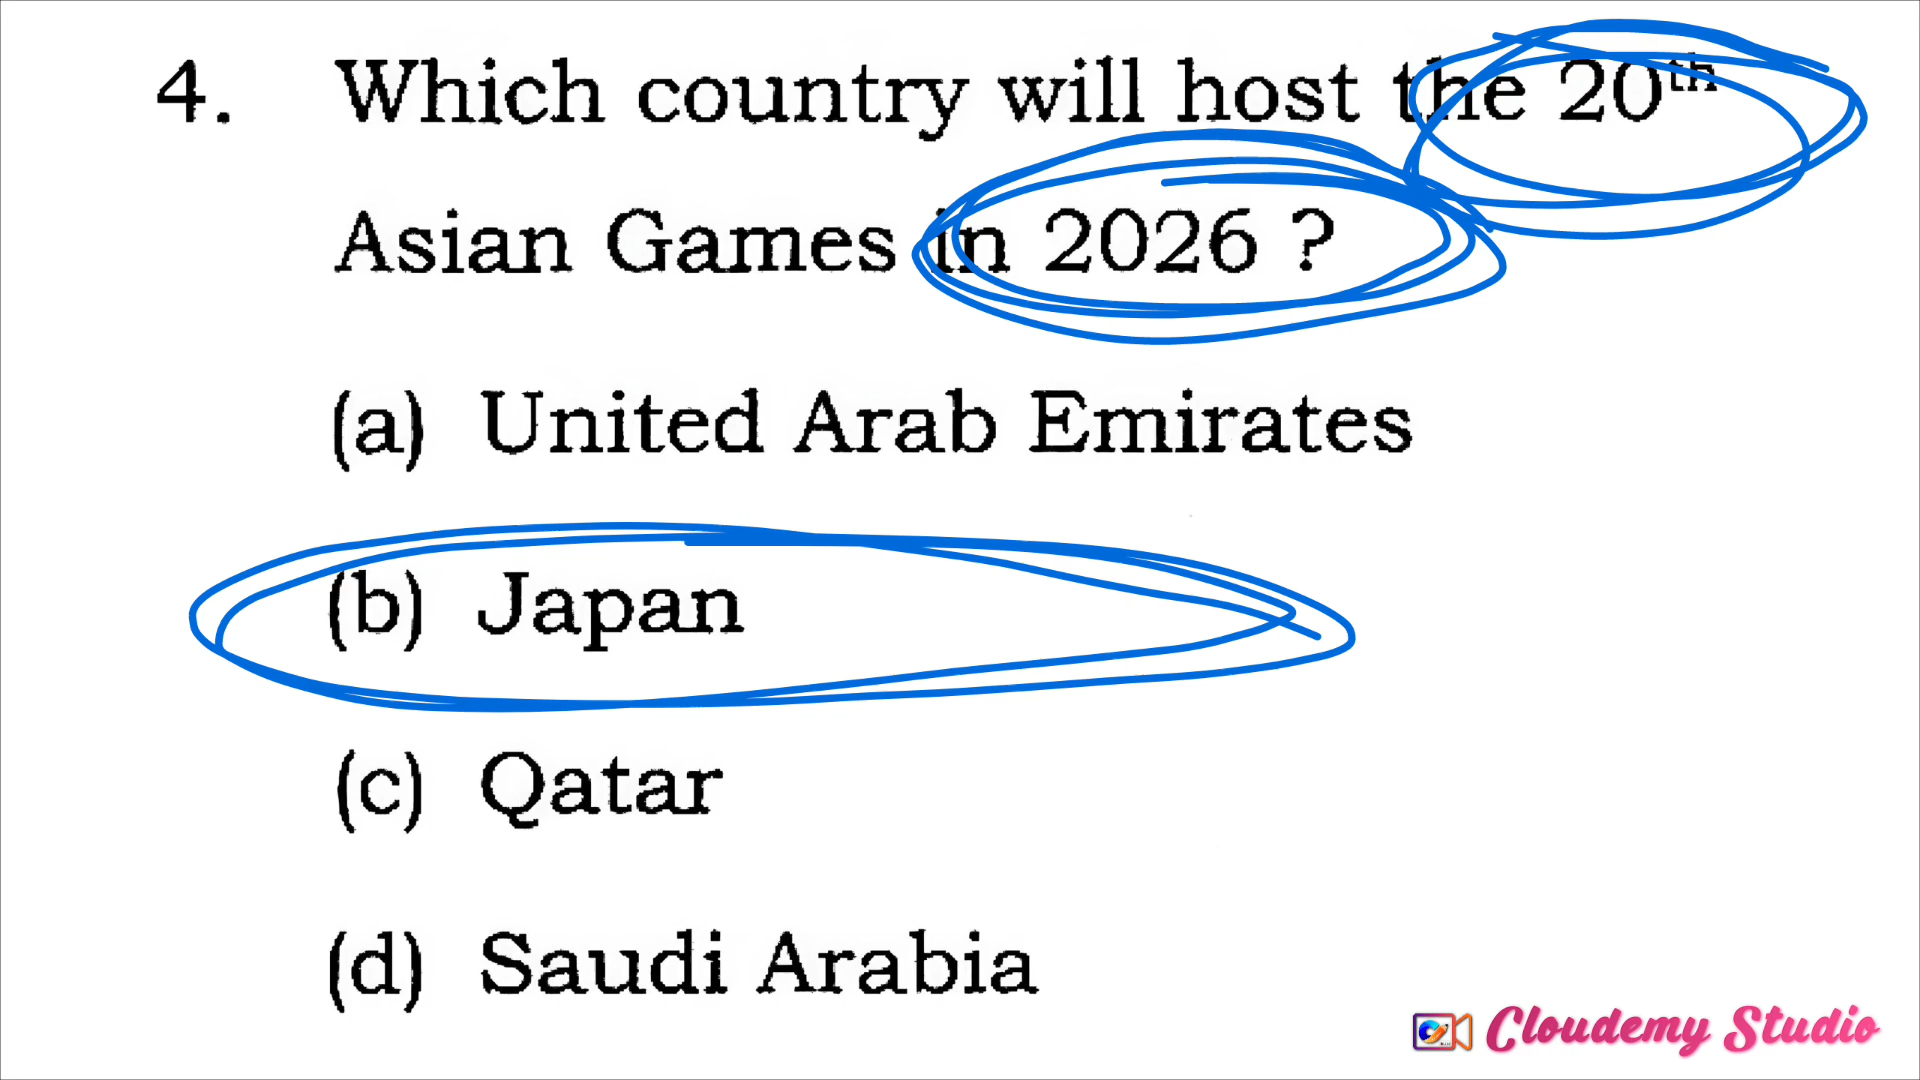 4. Which country will host the 20th
Asian Games in 2026 ?
(a) United Arab Emirates
(b) Japan
(c) Qatar
(d) Saudi Arabia
Cloudemy Studio